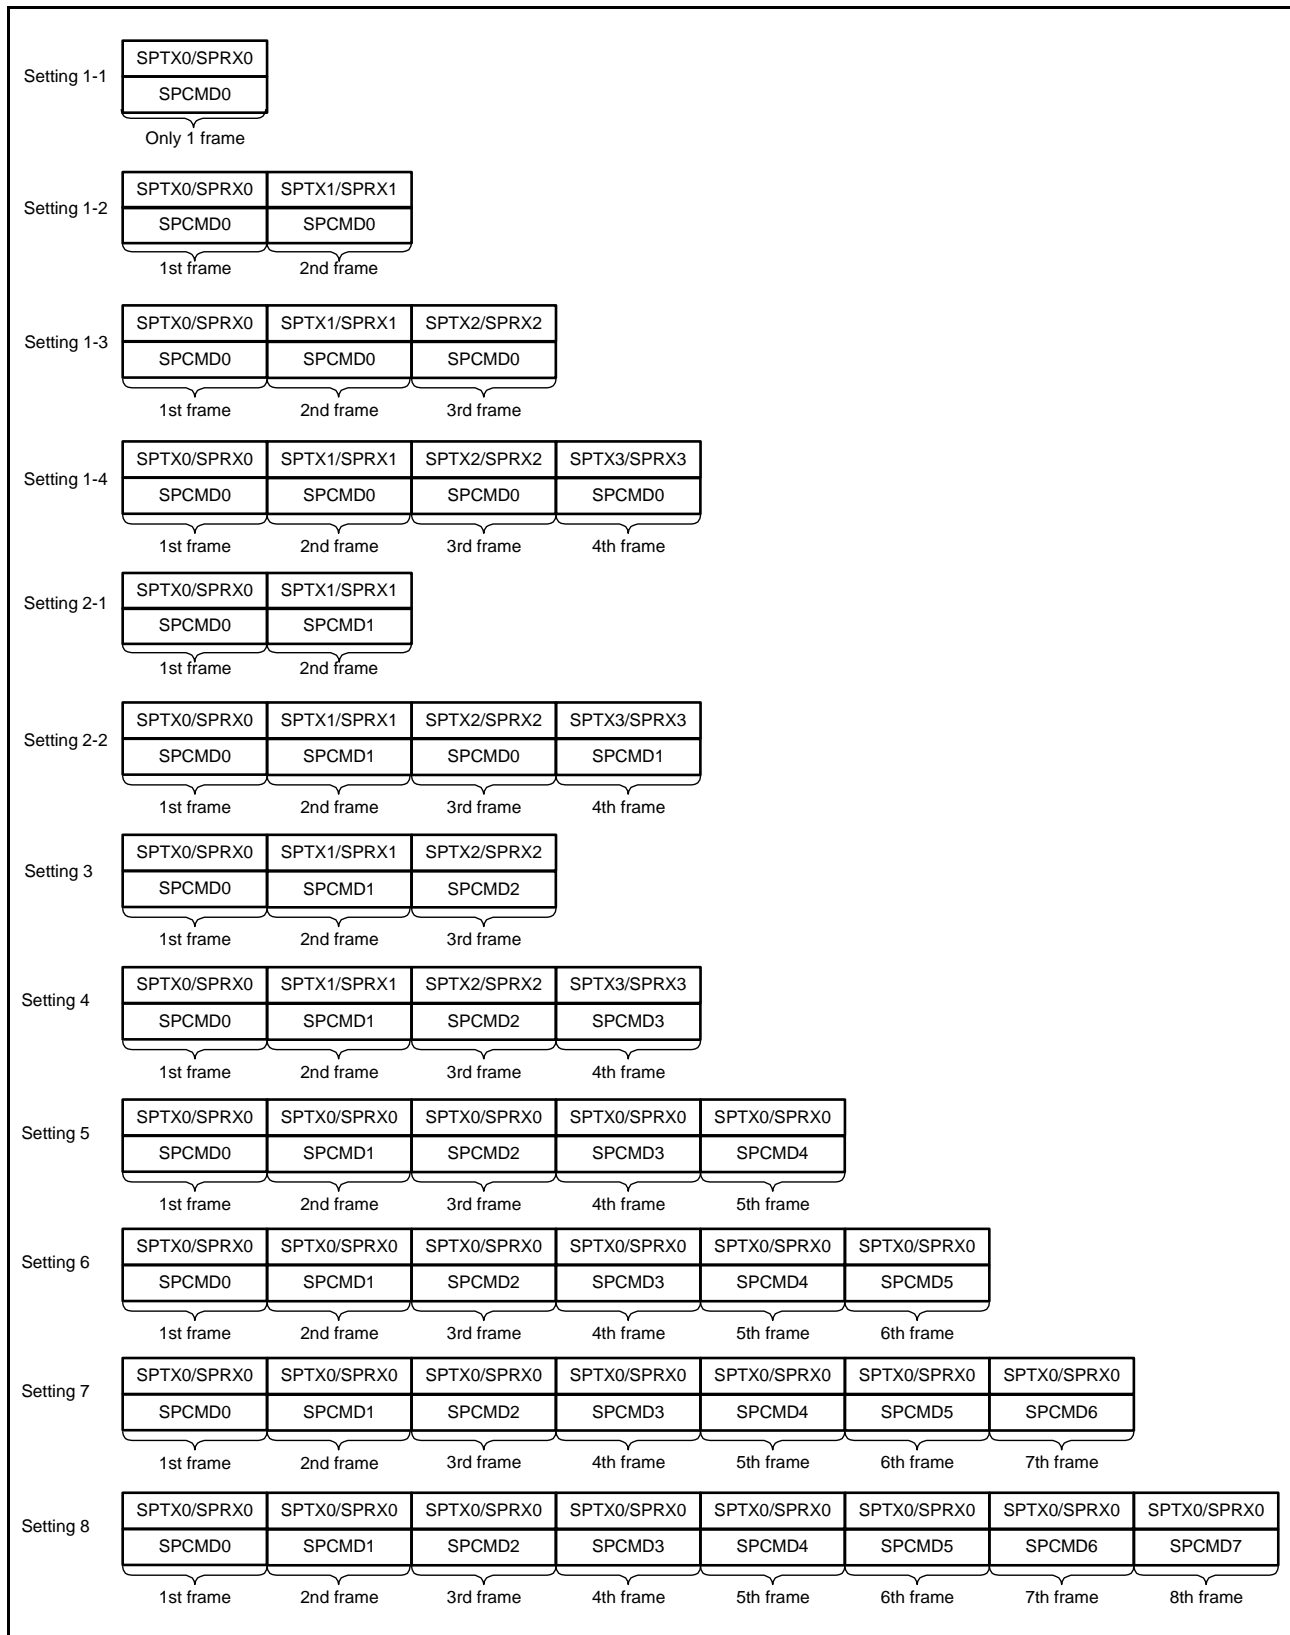 SPTX0/SPRX0
Setting 1-1
SPCMD0
Only 1 frame
SPTX0/SPRX0 SPTX1/SPRX1
Setting 1-2
SPCMD0 SPCMD0
1st frame 2nd frame
SPTX0/SPRX0 SPTX1/SPRX1 SPTX2/SPRX2
Setting 1-3
SPCMD0 SPCMD0 SPCMD0
1st frame 2nd frame 3rd frame
SPTX0/SPRX0 SPTX1/SPRX1 SPTX2/SPRX2 SPTX3/SPRX3
Setting 1-4
SPCMD0 SPCMD0 SPCMD0 SPCMD0
1st frame 2nd frame 3rd frame 4th frame
SPTX0/SPRX0 SPTX1/SPRX1
Setting 2-1
SPCMD0 SPCMD1
1st frame 2nd frame
SPTX0/SPRX0 SPTX1/SPRX1 SPTX2/SPRX2 SPTX3/SPRX3
Setting 2-2
SPCMD0 SPCMD1 SPCMD0 SPCMD1
1st frame 2nd frame 3rd frame 4th frame
SPTX0/SPRX0 SPTX1/SPRX1 SPTX2/SPRX2
Setting 3
SPCMD0 SPCMD1 SPCMD2
1st frame 2nd frame 3rd frame
SPTX0/SPRX0 SPTX1/SPRX1 SPTX2/SPRX2 SPTX3/SPRX3
Setting 4
SPCMD0 SPCMD1 SPCMD2 SPCMD3
1st frame 2nd frame 3rd frame 4th frame
SPTX0/SPRX0 SPTX0/SPRX0 SPTX0/SPRX0 SPTX0/SPRX0 SPTX0/SPRX0
Setting 5
SPCMD0 SPCMD1 SPCMD2 SPCMD3 SPCMD4
1st frame 2nd frame 3rd frame 4th frame 5th frame
SPTX0/SPRX0 SPTX0/SPRX0 SPTX0/SPRX0 SPTX0/SPRX0 SPTX0/SPRX0 SPTX0/SPRX0
Setting 6
SPCMD0 SPCMD1 SPCMD2 SPCMD3 SPCMD4 SPCMD5
1st frame 2nd frame 3rd frame 4th frame 5th frame 6th frame
SPTX0/SPRX0 SPTX0/SPRX0 SPTX0/SPRX0 SPTX0/SPRX0 SPTX0/SPRX0 SPTX0/SPRX0 SPTX0/SPRX0
Setting 7
SPCMD0 SPCMD1 SPCMD2 SPCMD3 SPCMD4 SPCMD5 SPCMD6
1st frame 2nd frame 3rd frame 4th frame 5th frame 6th frame 7th frame
SPTX0/SPRX0 SPTX0/SPRX0 SPTX0/SPRX0 SPTX0/SPRX0 SPTX0/SPRX0 SPTX0/SPRX0 SPTX0/SPRX0 SPTX0/SPRX0
Setting 8
SPCMD0 SPCMD1 SPCMD2 SPCMD3 SPCMD4 SPCMD5 SPCMD6 SPCMD7
1st frame 2nd frame 3rd frame 4th frame 5th frame 6th frame 7th frame 8th frame